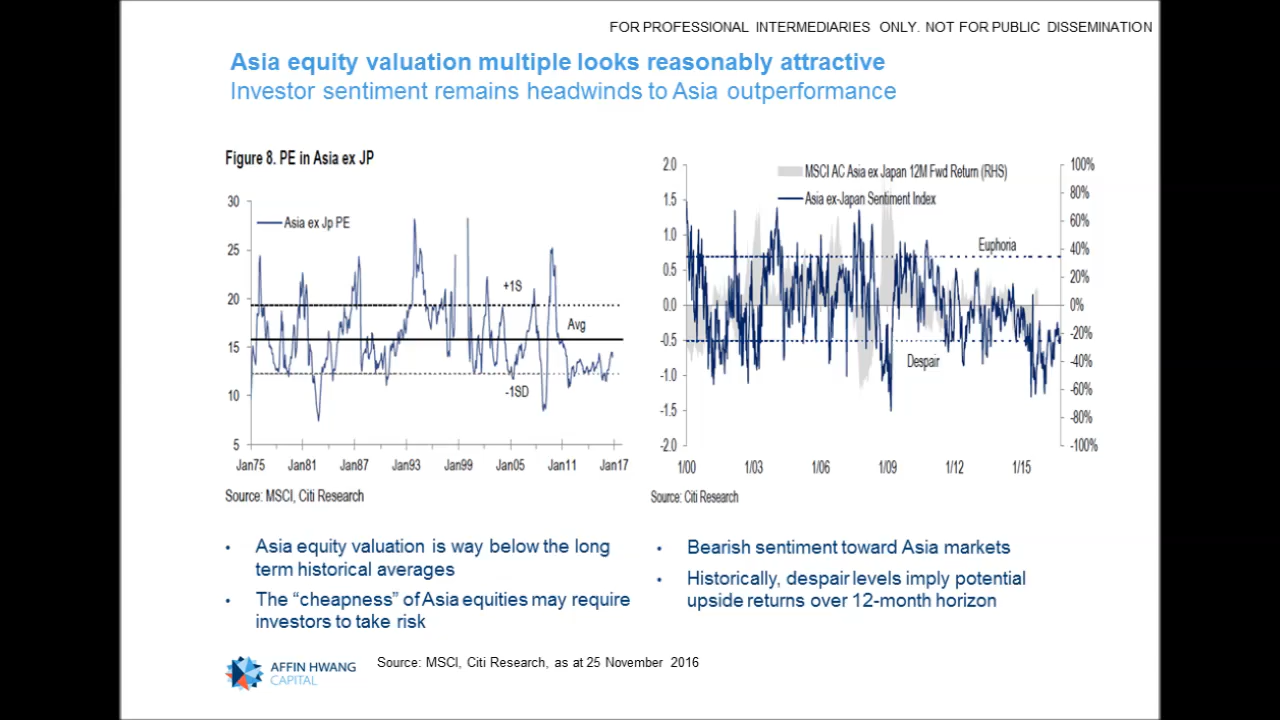 FOR PROFESSIONAL INTERMEDIARIES ONLY. NOT FOR PUBLIC DISSEMINATION
Asia equity valuation multiple looks reasonably attractive
Investor sentiment remains headwinds to Asia outperformance
Figure 8. PE in Asia ex JP
30
25
20
15
10
5
Asia ex Jp PE
+1S
Avg
-1SD
Jan75 Jan81 Jan87 Jan93 Jan99 Jan05 Jan11 Jan17
Source: MSCI, Citi Research
2.0
1.5
1.0
0.5
0.0
-0.5
-1.0
-1.5
-2.0
MSCI AC Asia ex Japan 12M Fwd Return (RHS)
Asia ex-Japan Sentiment Index
Euphoria
Despair
100%
80%
60%
40%
20%
0%
-20%
-40%
-60%
-80%
-100%
1/00 1/03 1/06 1/09 1/12 1/15
Source: Citi Research
• Asia equity valuation is way below the long
term historical averages
• The “cheapness” of Asia equities may require
investors to take risk
• Bearish sentiment toward Asia markets
• Historically, despair levels imply potential
upside returns over 12-month horizon
AFFIN HWANG
CAPITAL
Source: MSCI, Citi Research, as at 25 November 2016